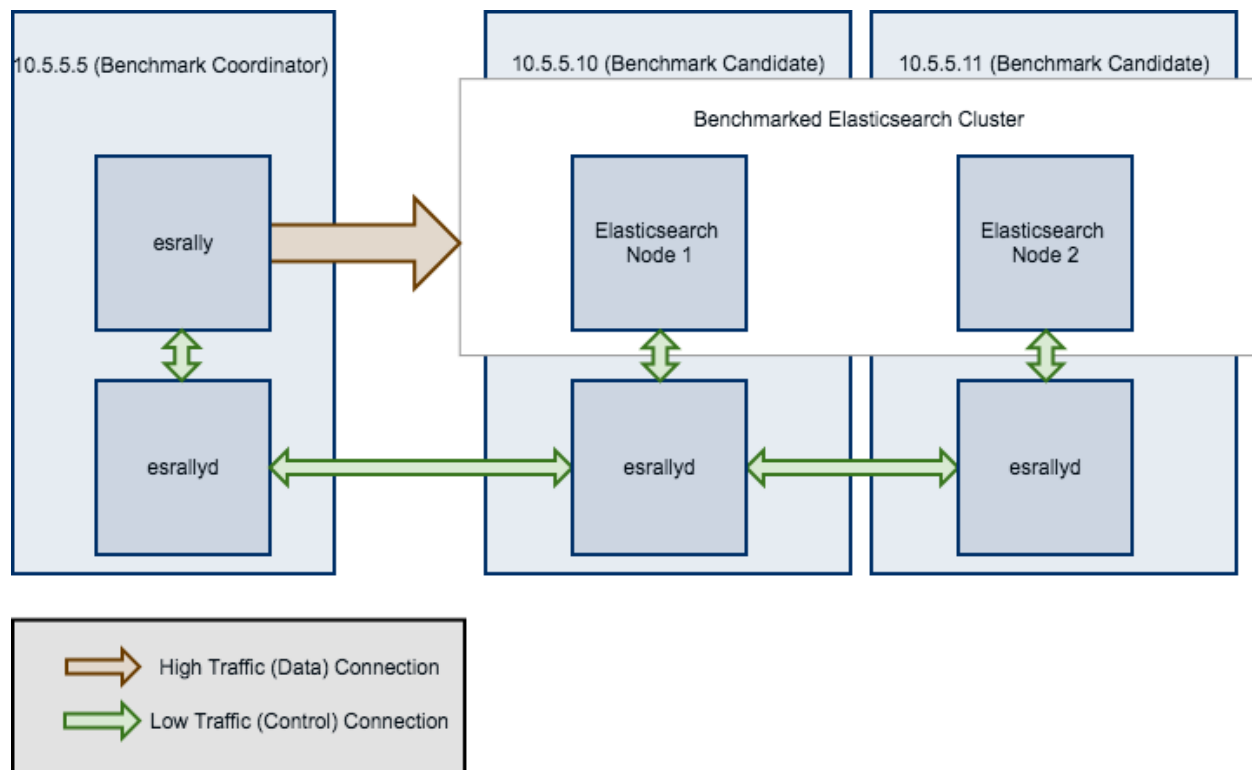 10.5.5.5 (Benchmark Coordinator)
10.5.5.10 (Benchmark Candidate)
10.5.5.11 (Benchmark Candidate)
Benchmarked Elasticsearch Cluster
esrally
Elasticsearch
Node 1
Elasticsearch
Node 2
esrallyd
esrallyd
esrallyd
High Traffic (Data) Connection
Low Traffic (Control) Connection